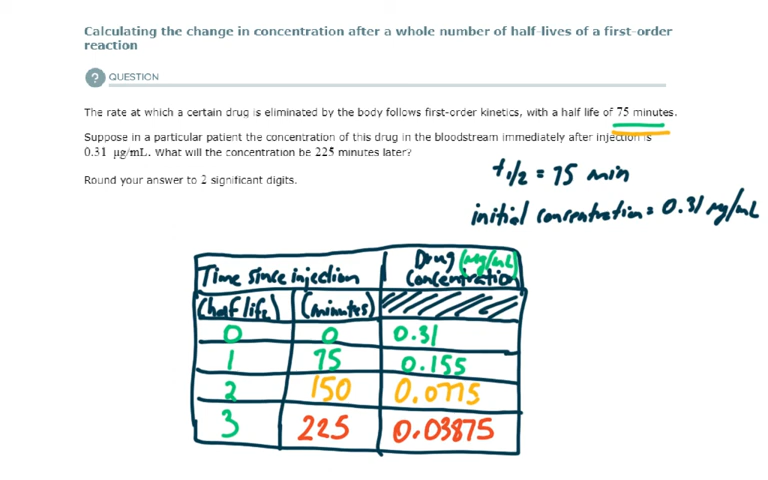 Calculating the change in concentration after a whole number of half-lives of a first-order
reaction
? QUESTION
The rate at which a certain drug is eliminated by the body follows first-order kinetics, with a half life of 75 minutes.
Suppose in a particular patient the concentration of this drug in the bloodstream immediately after injection is
0.31 μg/mL. What will the concentration be 225 minutes later?
Round your answer to 2 significant digits.
t1/2 = 75 min
initial concentration = 0.31 μg/mL
Time since injection
Drug (μg/mL)
Concentration
(half life) (minutes)
0 0 0.31
1 75 0.155
2 150 0.0775
3 225 0.03875